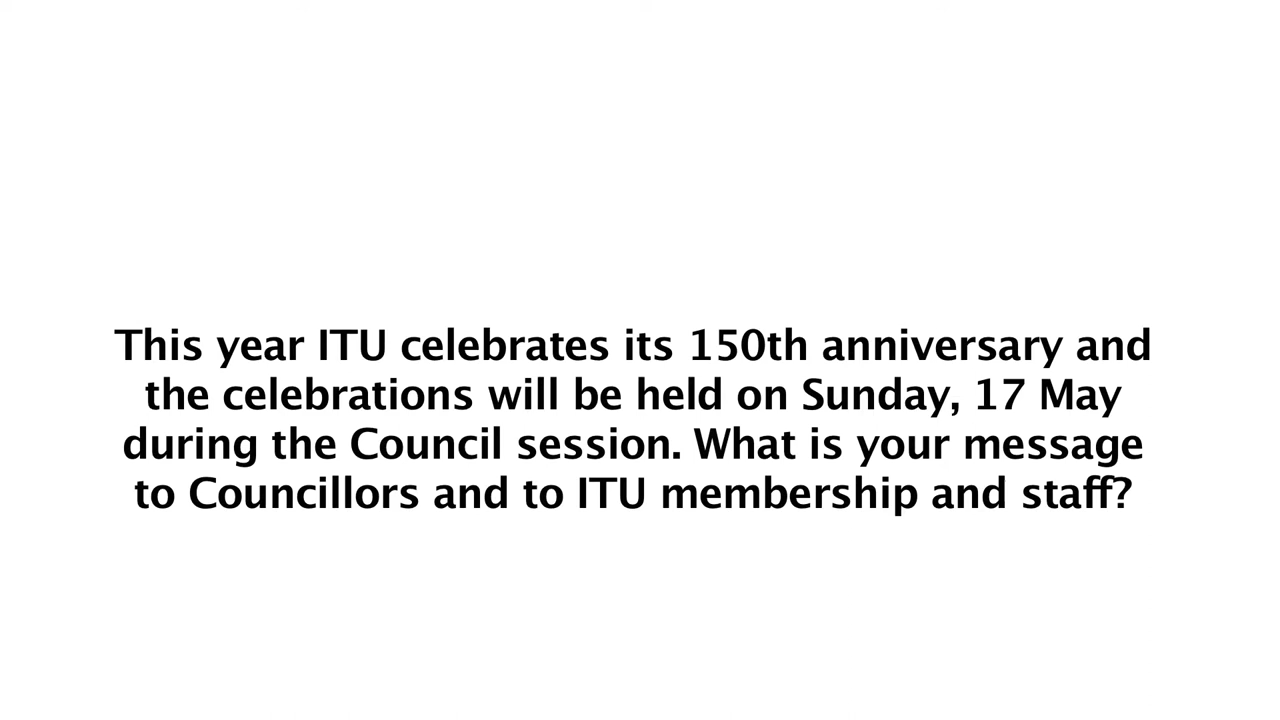 This year ITU celebrates its 150th anniversary and
the celebrations will be held on Sunday, 17 May
during the Council session. What is your message
to Councillors and to ITU membership and staff?